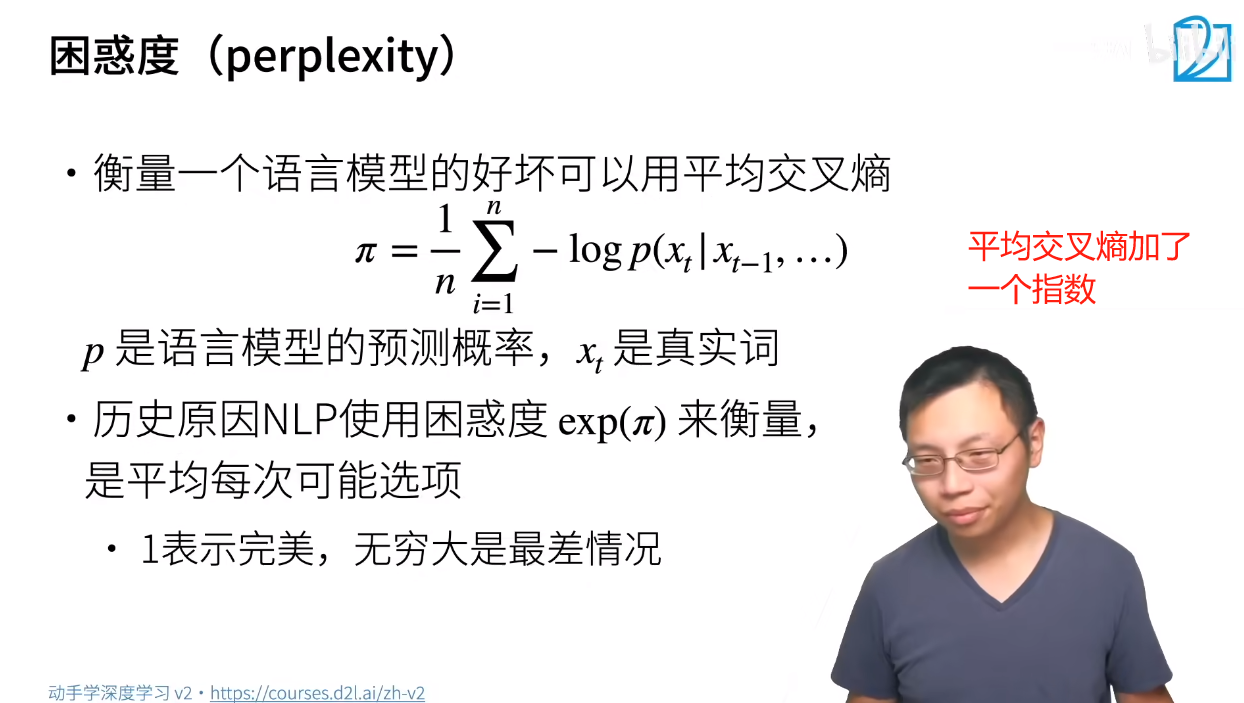 困惑度（perplexity）
• 衡量一个语言模型的好坏可以用平均交叉熵
π = 1/n ∑_{i=1}^{n} − log p(x_t|x_{t−1}, …)
平均交叉熵加了
一个指数
p 是语言模型的预测概率，x_t 是真实词
• 历史原因NLP使用困惑度 exp(π) 来衡量，
是平均每次可能选项
• 1表示完美，无穷大是最差情况
动手学深度学习 v2 • https://courses.d2l.ai/zh-v2